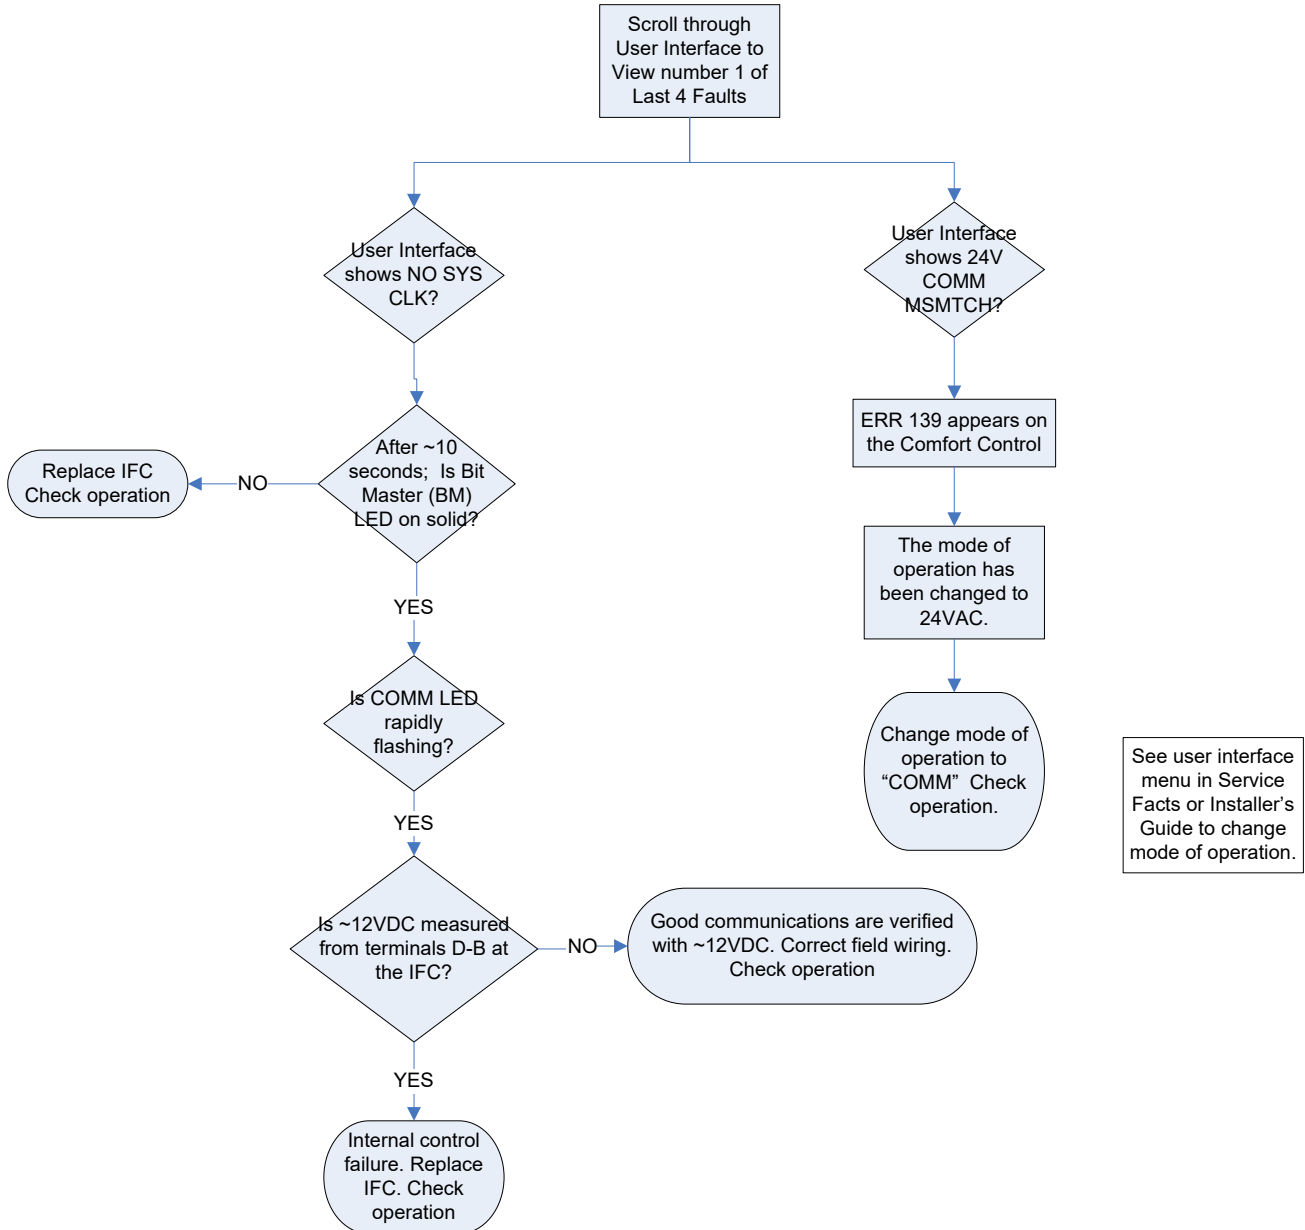 Scroll through
User Interface to
View number 1 of
Last 4 Faults
User Interface
shows NO SYS
CLK?
User Interface
shows 24V
COMM
MSMTCH?
ERR 139 appears on
the Comfort Control
After ~10
seconds;  Is Bit
Master (BM)
LED on solid?
NO
Replace IFC
Check operation
The mode of
operation has
been changed to
24VAC.
YES
Is COMM LED
rapidly
flashing?
Change mode of
operation to
“COMM”  Check
operation.
See user interface
menu in Service
Facts or Installer’s
Guide to change
mode of operation.
YES
Is ~12VDC measured
from terminals D-B at
the IFC?
NO
Good communications are verified
with ~12VDC. Correct field wiring.
Check operation
YES
Internal control
failure. Replace
IFC. Check
operation